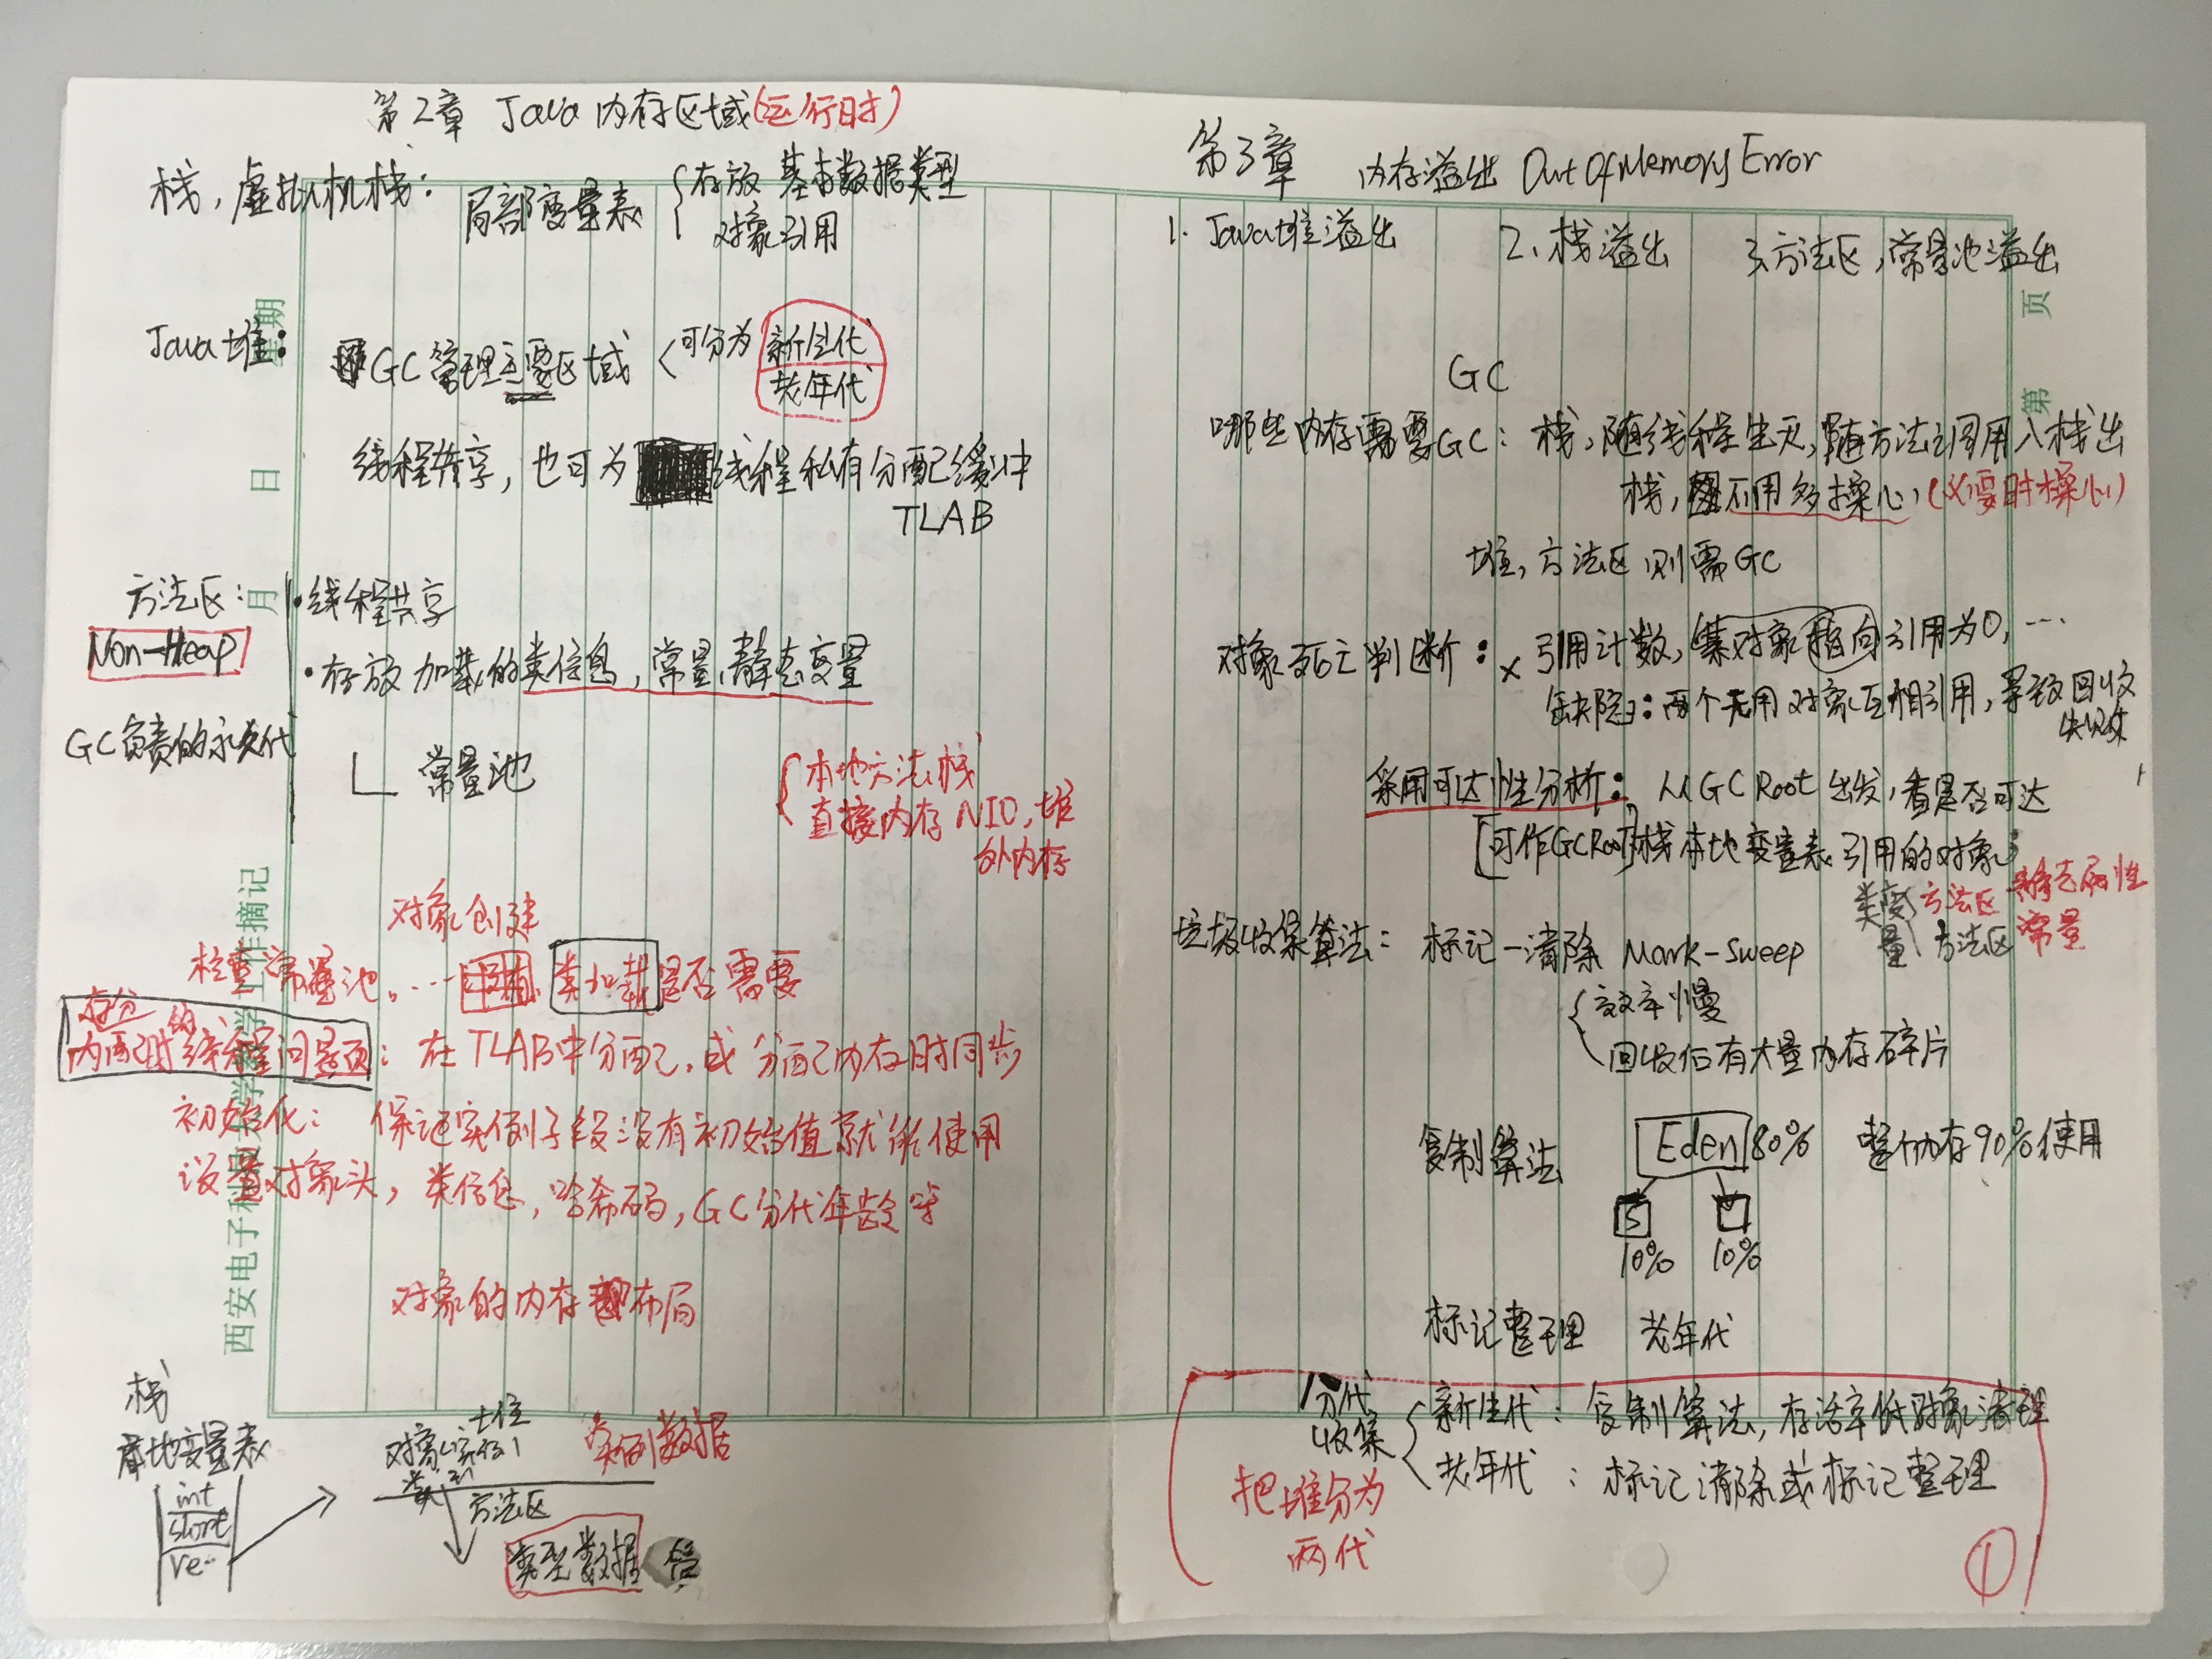 第2章 Java 内存区域(运行时)
栈,虚拟机栈: 局部变量表 存放 基本数据类型
对象引用
Java堆: GC管理主要区域 可分为 新生代
老年代
线程共享,也可为 线程私有分配缓冲
TLAB
方法区: ·线程共享
Non-Heap
·存放加载的类信息,常量,静态变量
GC负责的永久代
常量池
本地方法栈
直接内存 NIO,堆
外内存
对象创建
检查常量池,… 类加载是否需要
存分 的
内配时线程问题: 在TLAB中分配,或分配内存时同步
初始化: 保证实例字段没有初始值就能使用
设置对象头,类信息,哈希码,GC分代年龄等
对象的内存布局
栈
本地变量表
int
short
re..
堆
对象实例
实例数据
类型
方法区
类型数据
星期
日
月
西安电子科技大学学习工作摘记
第3章 内存溢出 OutOfMemoryError
1. Java堆溢出 2.栈溢出 3.方法区,常量池溢出
页
第
GC
哪些内存需要GC: 栈,随线程生灭,随方法调用入栈出
栈,不用多操心,(必要时操心)
堆,方法区则需GC
对象死亡判断: × 引用计数,某对象指向引用为0,…
缺陷:两个无用对象互相引用,导致回收
失败
采用可达性分析: 从GC Root出发,看是否可达
[可作GCRoot]栈本地变量表引用的对象;
类变量 方法区 静态属性
方法区 常量
垃圾收集算法: 标记—清除 Mark-Sweep
效率慢
回收后有大量内存碎片
复制算法 Eden 80% 整个内存90%使用
S
10% 10%
标记整理 老年代
分代
收集
新生代: 复制算法,存活率低对象清理
老年代: 标记清除或标记整理
把堆分为
两代
1